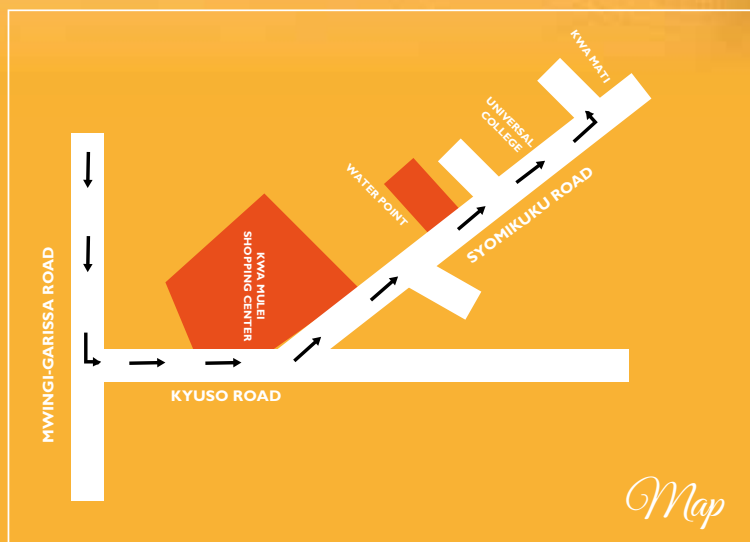 KWA MATI
UNIVERSAL
COLLEGE
WATER POINT
SYOMIKUKU ROAD
KWA MULEI
SHOPPING CENTER
MWINGI-GARISSA ROAD
KYUSO ROAD
Map